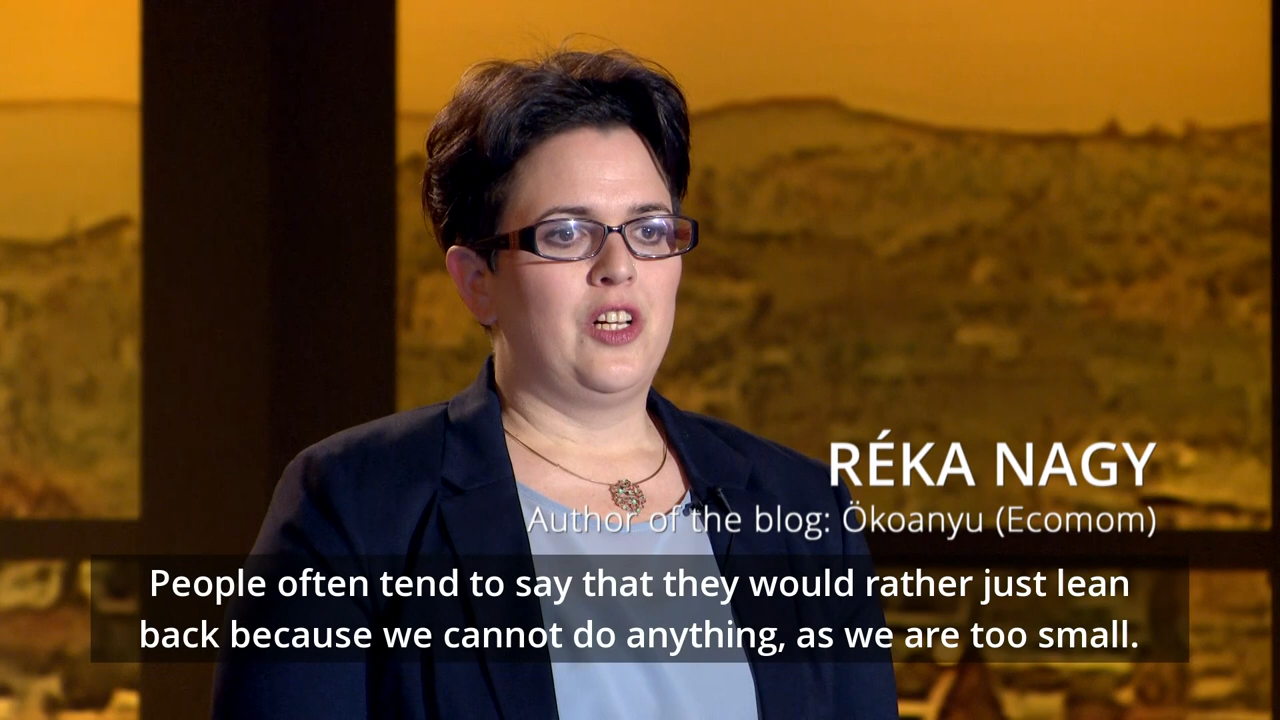 RÉKA NAGY
Author of the blog: Ökoanyu (Ecomom)
People often tend to say that they would rather just lean
back because we cannot do anything, as we are too small.